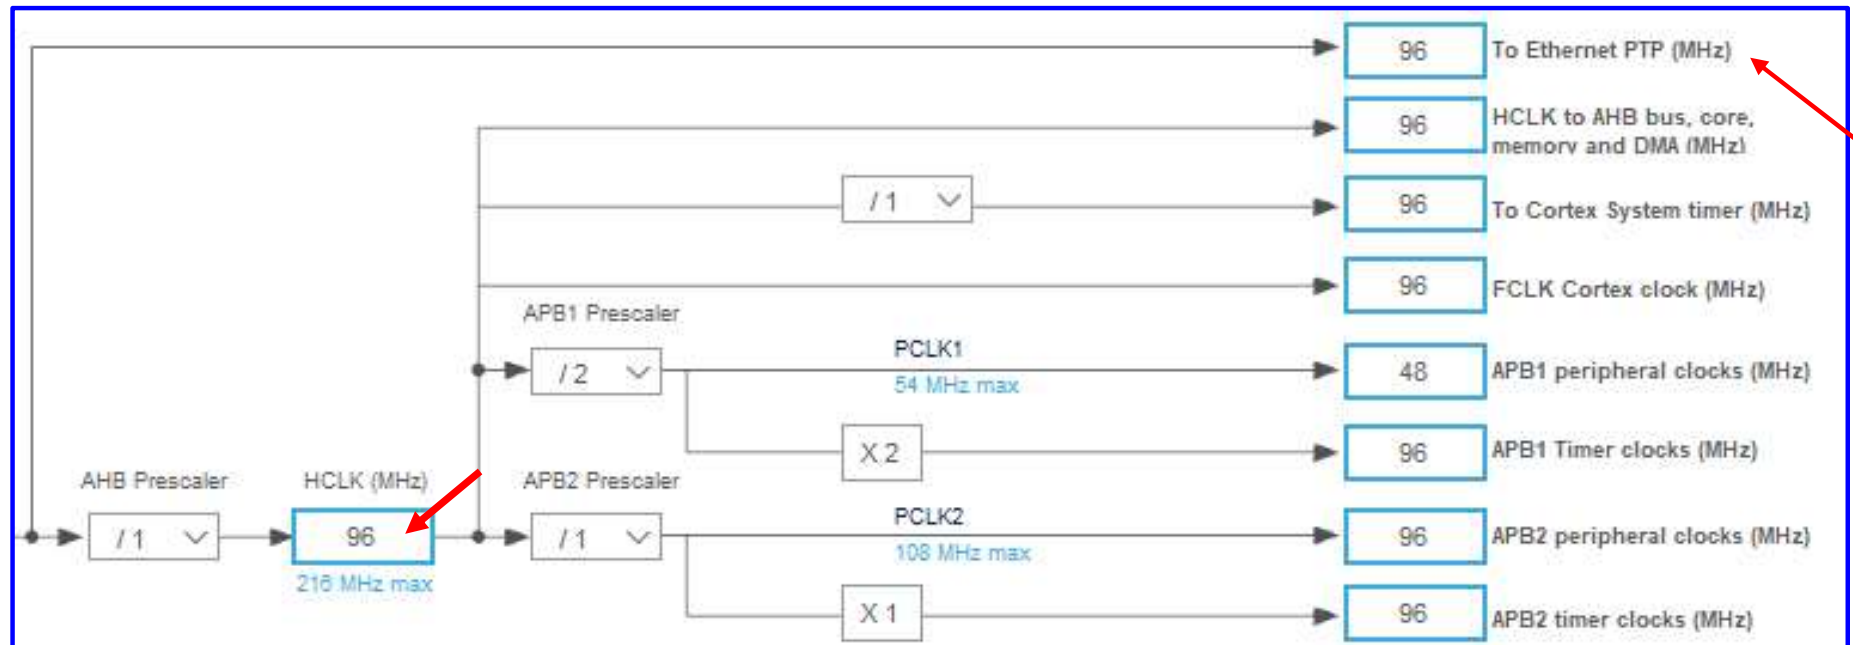 96
To Ethernet PTP (MHz)
96
HCLK to AHB bus, core,
memory and DMA (MHz)
/ 1
96
To Cortex System timer (MHz)
96
FCLK Cortex clock (MHz)
APB1 Prescaler
/ 2
PCLK1
54 MHz max
48
APB1 peripheral clocks (MHz)
X 2
96
APB1 Timer clocks (MHz)
AHB Prescaler
HCLK (MHz)
APB2 Prescaler
/ 1
96
216 MHz max
/ 1
PCLK2
108 MHz max
96
APB2 peripheral clocks (MHz)
X 1
96
APB2 timer clocks (MHz)